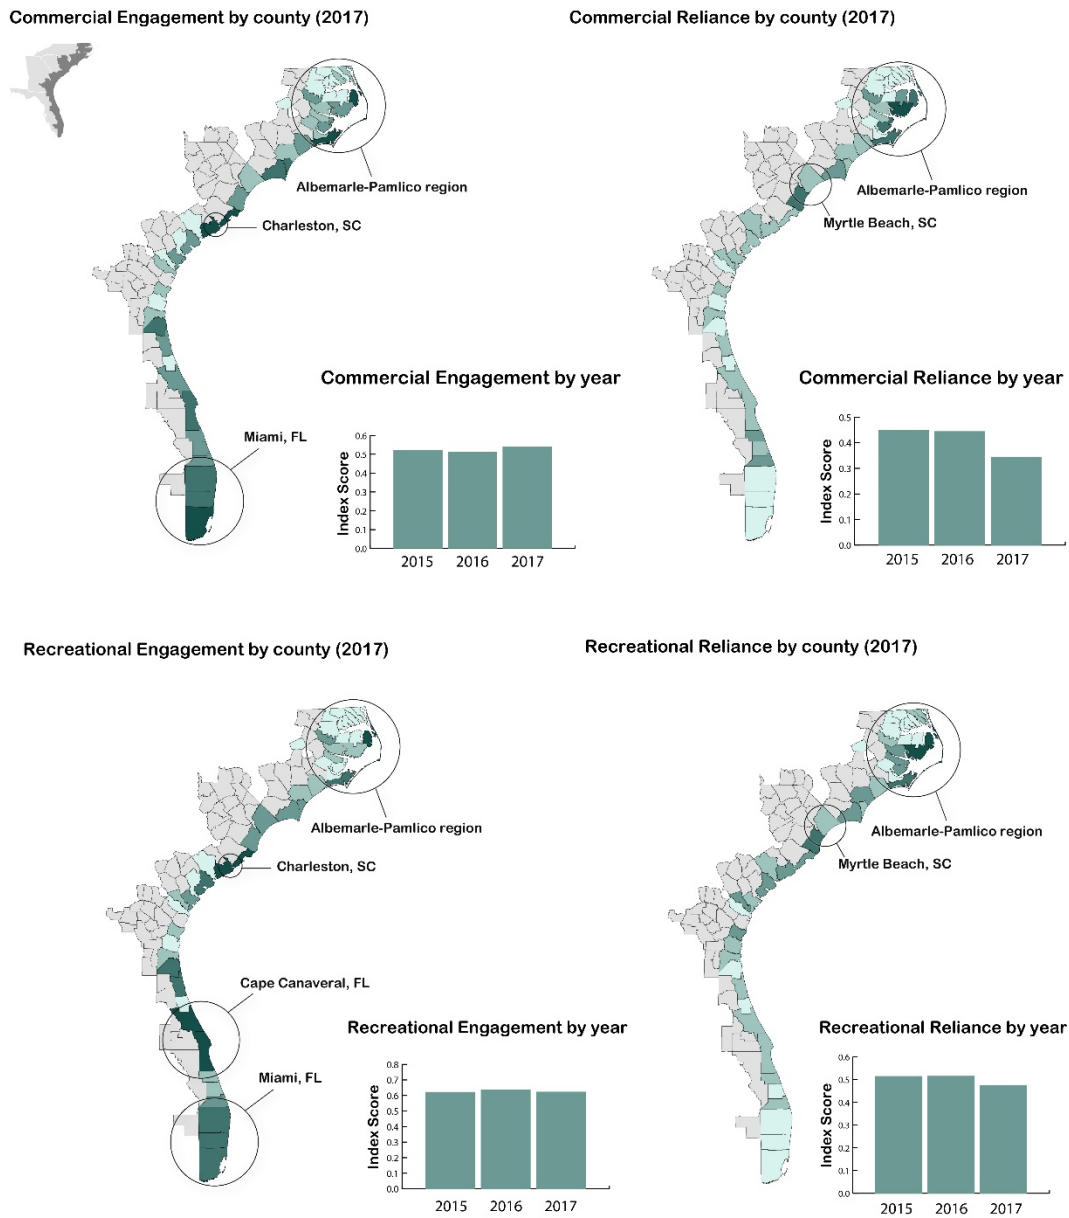 Commercial Engagement by county (2017)
Albemarle-Pamlico region
Charleston, SC
Miami, FL
Commercial Engagement by year
Index Score
0.6
0.5
0.4
0.3
0.2
0.1
0.0
2015 2016 2017
Commercial Reliance by county (2017)
Albemarle-Pamlico region
Myrtle Beach, SC
Commercial Reliance by year
Index Score
0.5
0.4
0.3
0.2
0.1
0.0
2015 2016 2017
Recreational Engagement by county (2017)
Albemarle-Pamlico region
Charleston, SC
Cape Canaveral, FL
Miami, FL
Recreational Engagement by year
Index Score
0.8
0.7
0.6
0.5
0.4
0.3
0.2
0.1
0.0
2015 2016 2017
Recreational Reliance by county (2017)
Albemarle-Pamlico region
Myrtle Beach, SC
Recreational Reliance by year
Index Score
0.6
0.5
0.4
0.3
0.2
0.1
0.0
2015 2016 2017